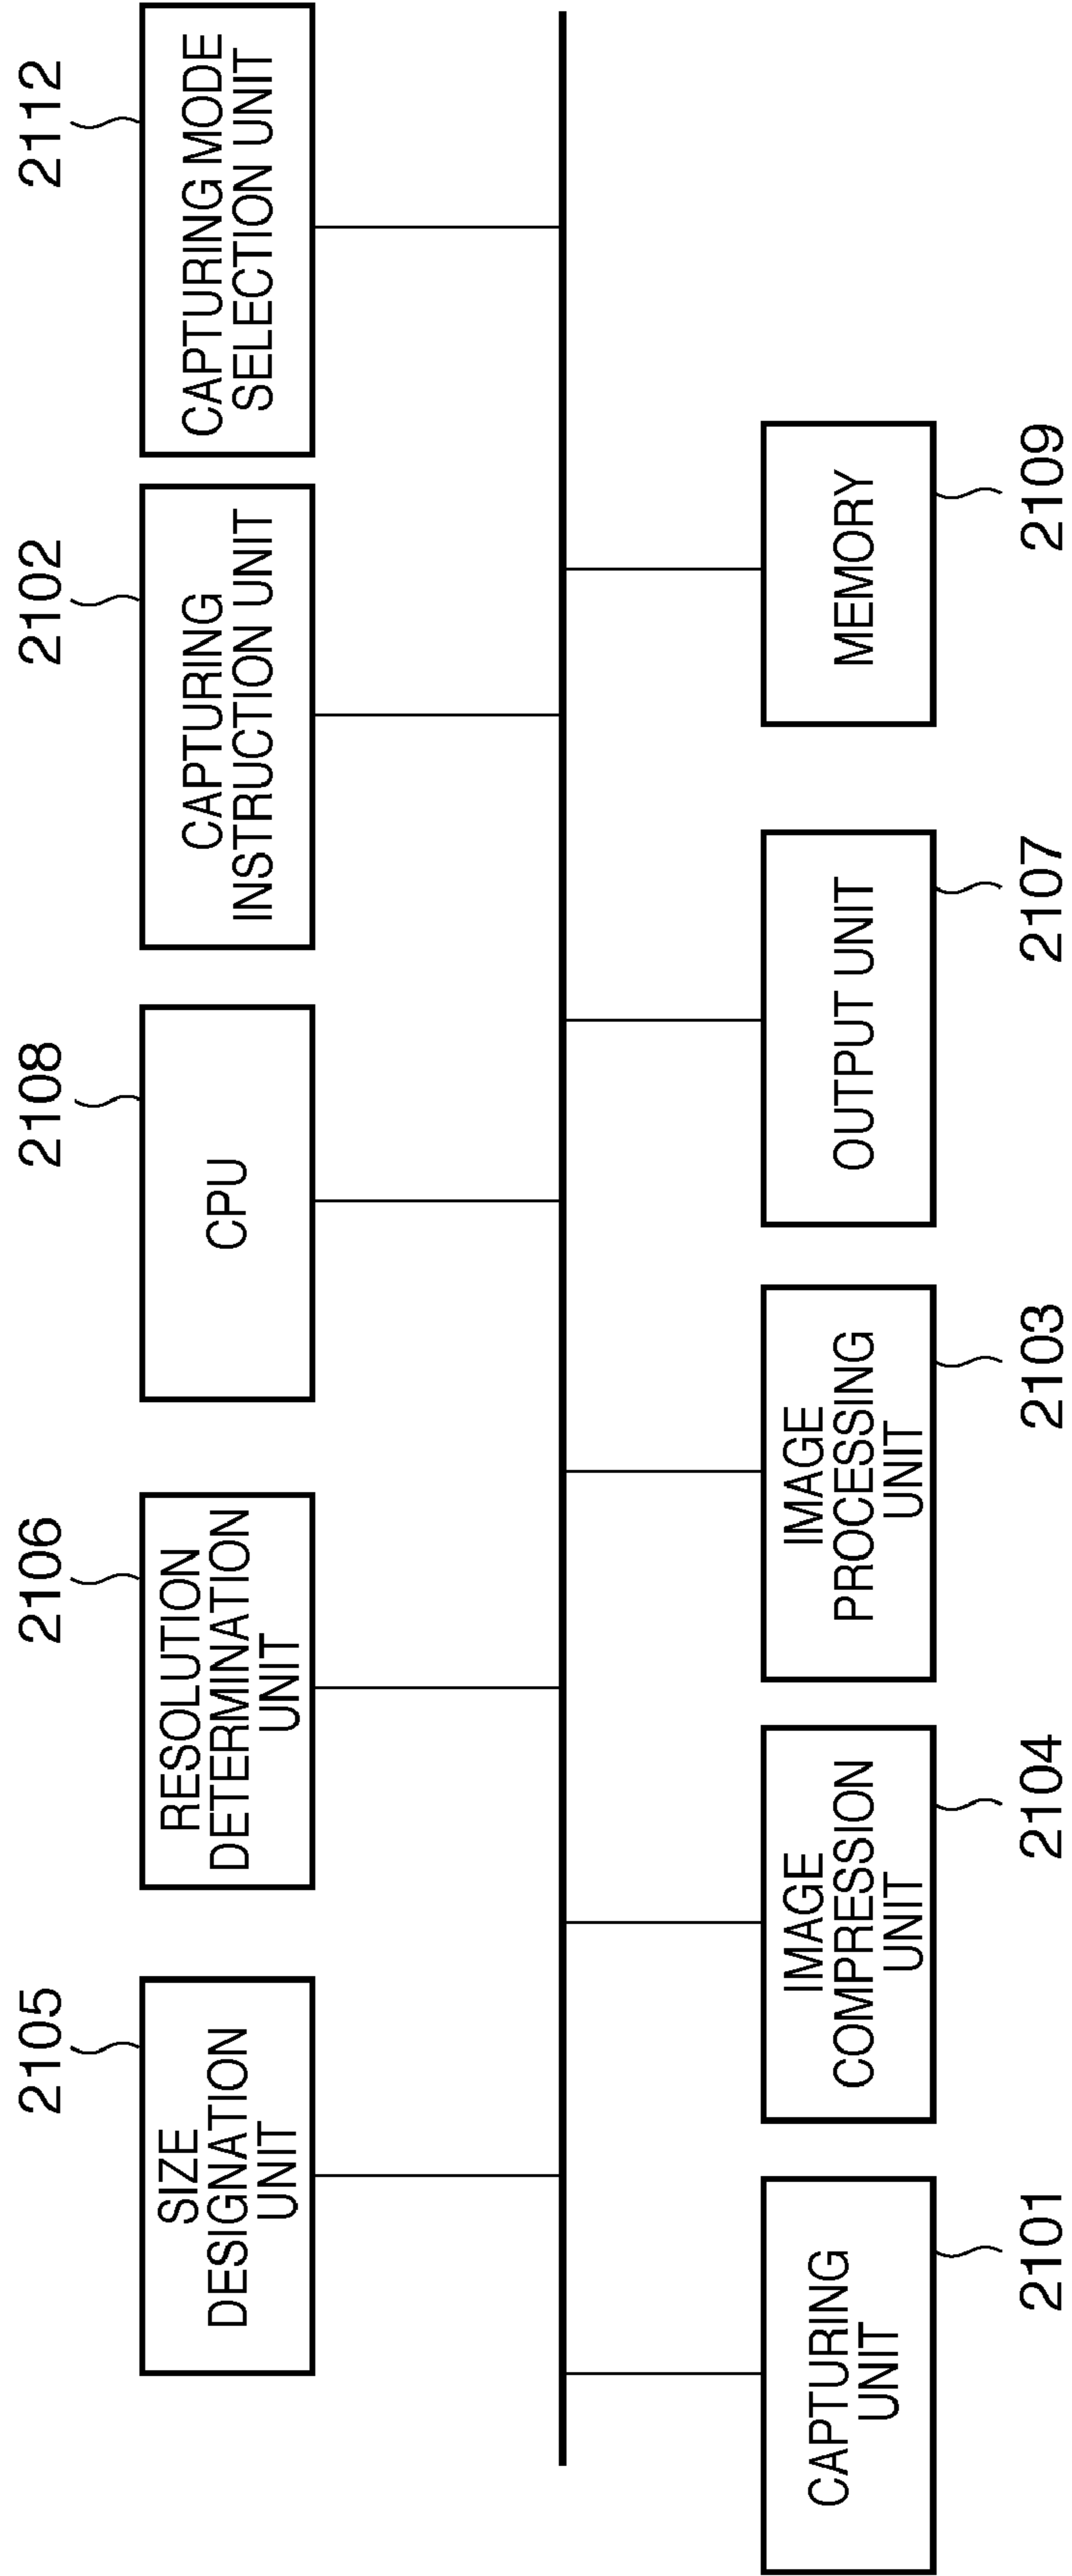 2105
SIZE
DESIGNATION
UNIT
2106
RESOLUTION
DETERMINATION
UNIT
2108
CPU
2102
CAPTURING
INSTRUCTION UNIT
2112
CAPTURING MODE
SELECTION UNIT
CAPTURING
UNIT
2101
IMAGE
COMPRESSION
UNIT
2104
IMAGE
PROCESSING
UNIT
2103
OUTPUT UNIT
2107
MEMORY
2109